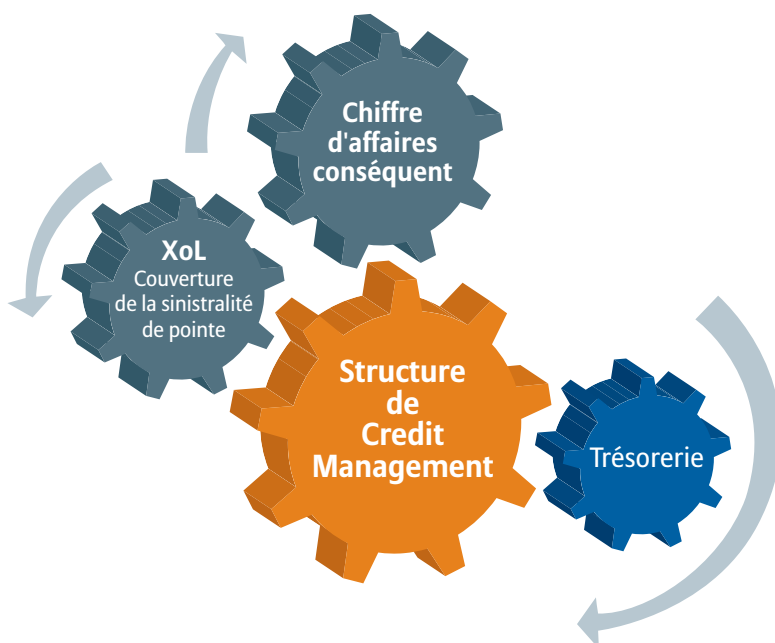 Chiffre
d'affaires
conséquent
XoL
Couverture
de la sinistralité
de pointe
Structure
de
Credit
Management
Trésorerie